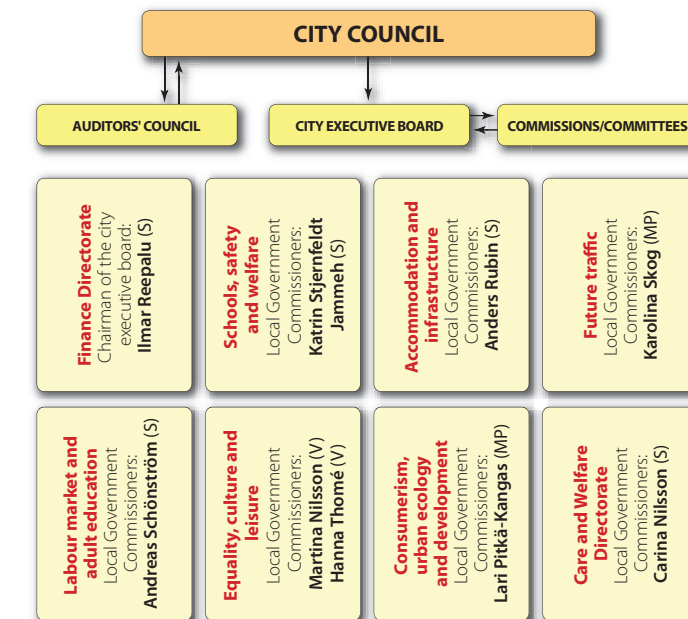 CITY COUNCIL
AUDITORS' COUNCIL
CITY EXECUTIVE BOARD
COMMISSIONS/COMMITTEES
Finance Directorate
Chairman of the city
executive board:
Ilmar Reepalu (S)
Schools, safety
and welfare
Local Government
Commissioners:
Katrin Stjernfeldt
Jammeh (S)
Accommodation and
infrastructure
Local Government
Commissioners:
Anders Rubin (S)
Future traffic
Local Government
Commissioners:
Karolina Skog (MP)
Labour market and
adult education
Local Government
Commissioners:
Andreas Schönström (S)
Equality, culture and
leisure
Local Government
Commissioners:
Martina Nilsson (V)
Hanna Thomé (V)
Consumerism,
urban ecology
and development
Local Government
Commissioners:
Lari Pitkä-Kangas (MP)
Care and Welfare
Directorate
Local Government
Commissioners:
Carina Nilsson (S)